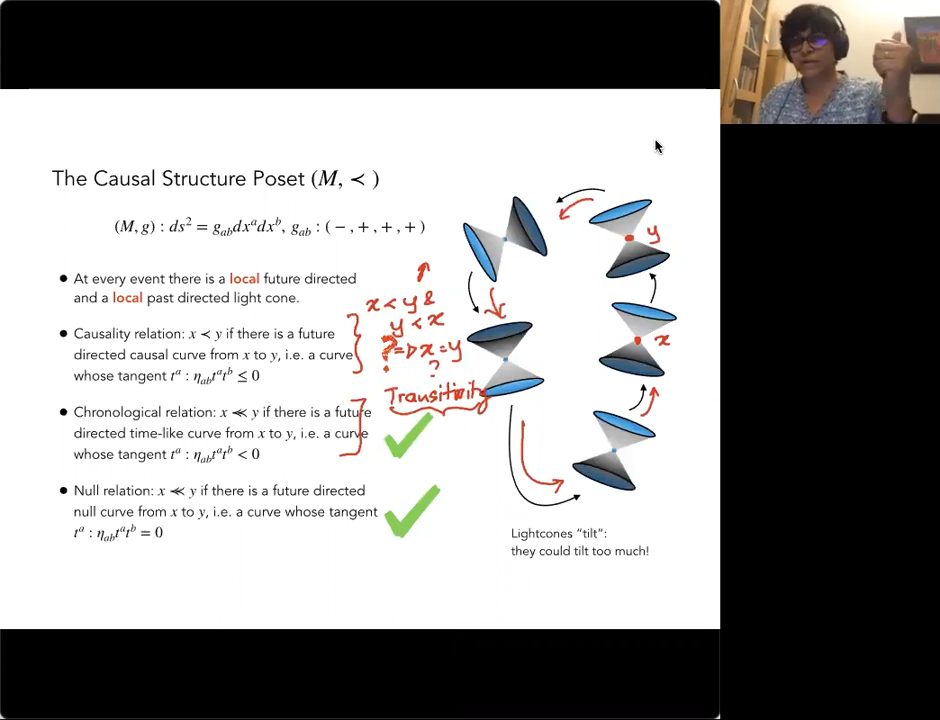 The Causal Structure Poset (M, ≺ )
(M, g) : ds² = g_ab dx^a dx^b, g_ab : ( − , + , + , + )
● At every event there is a local future directed
and a local past directed light cone.
x < y &
y < x
● Causality relation: x ≺ y if there is a future
directed causal curve from x to y, i.e. a curve
whose tangent t^a : η_ab t^a t^b ≤ 0
? => x = y
?
Transitivity
● Chronological relation: x ≪ y if there is a future
directed time-like curve from x to y, i.e. a curve
whose tangent t^a : η_ab t^a t^b < 0
● Null relation: x ≪ y if there is a future directed
null curve from x to y, i.e. a curve whose tangent
t^a : η_ab t^a t^b = 0
y
x
Lightcones “tilt”:
they could tilt too much!